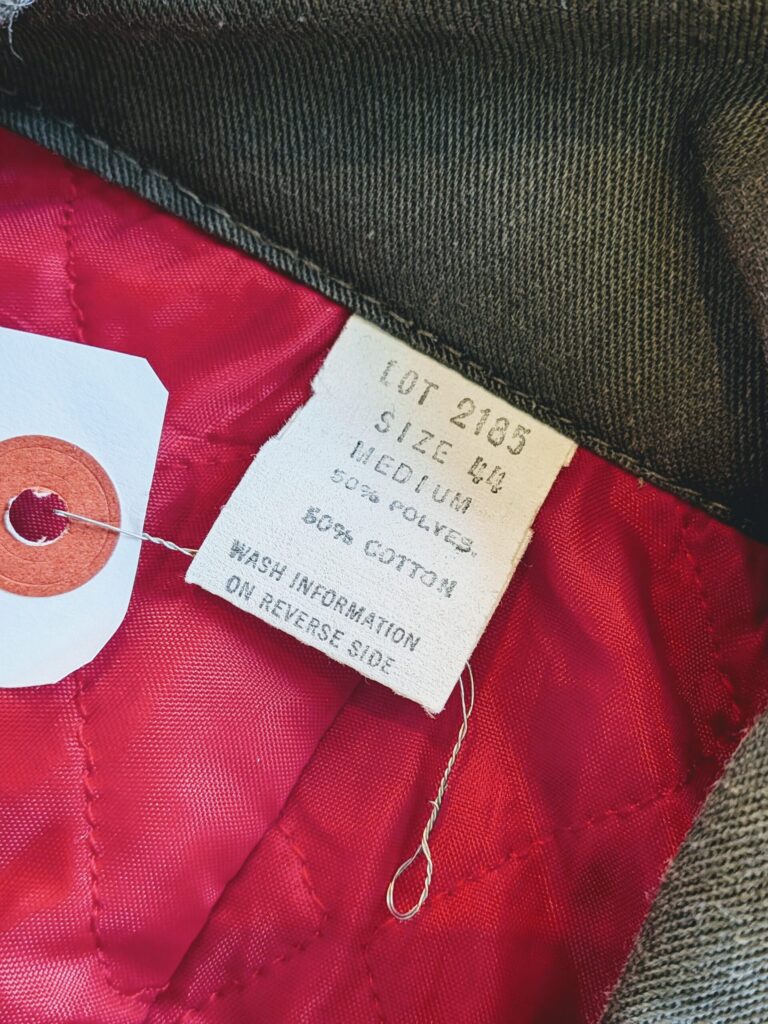 LOT 2185
SIZE 44
MEDIUM
50% POLYES.
50% COTTON
WASH INFORMATION
ON REVERSE SIDE